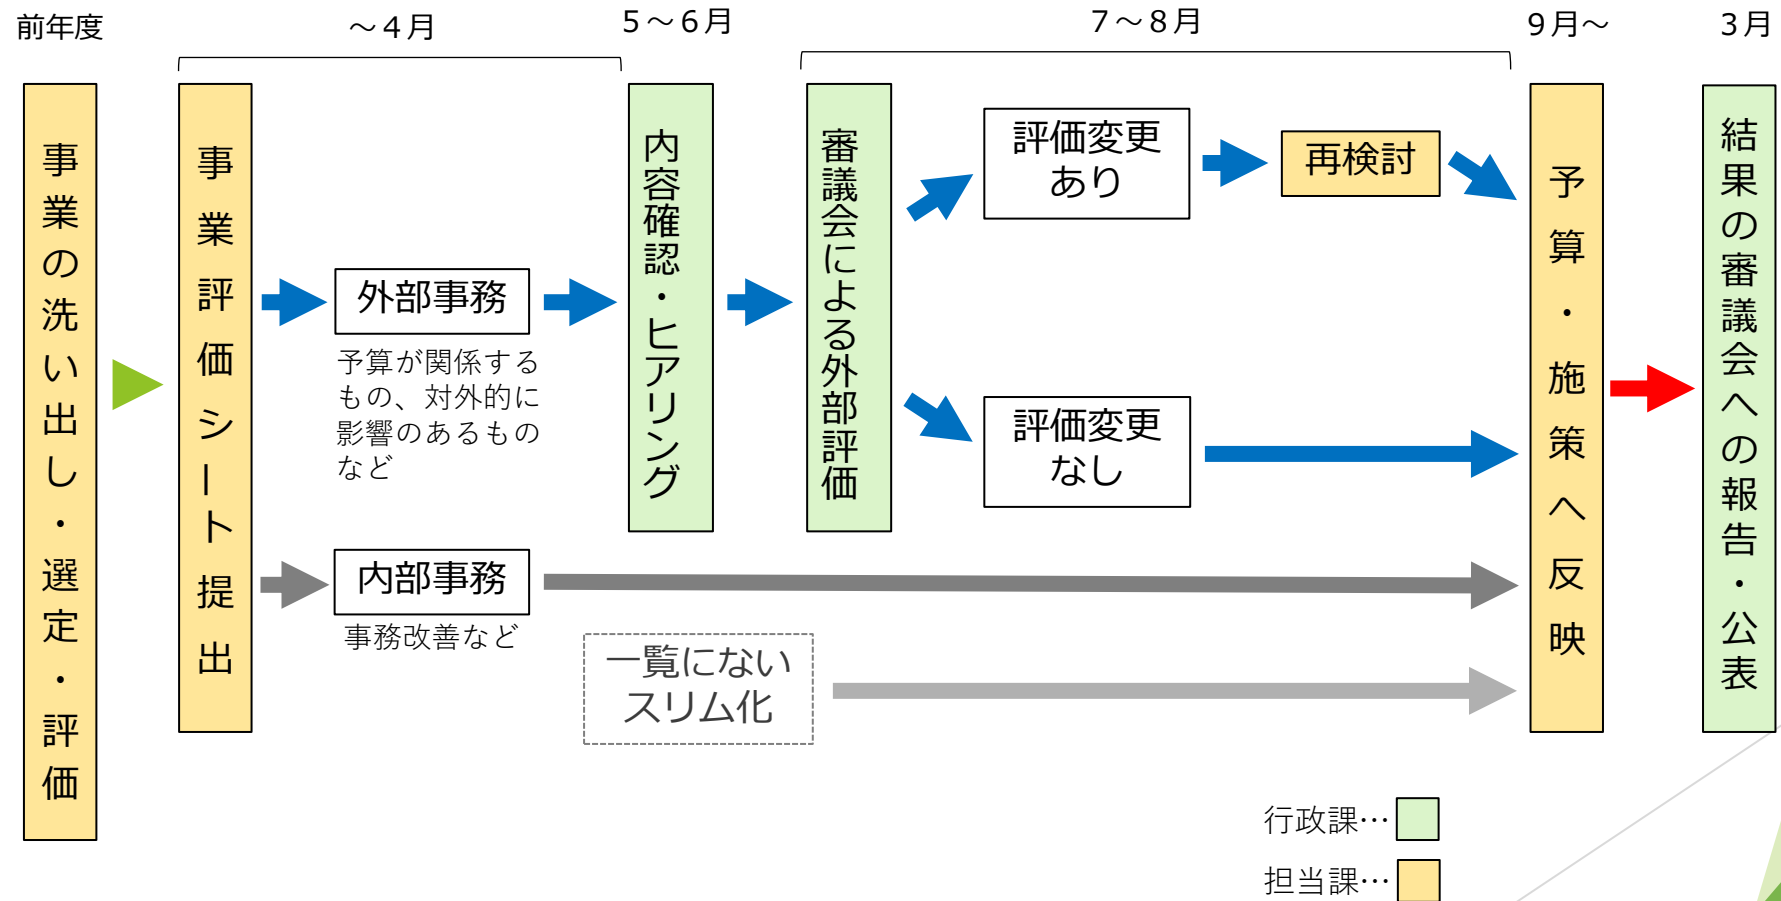 前年度
～４月
５～６月
７～８月
９月～
３月
事業の洗い出し・選定・評価
事業評価シート提出
外部事務
予算が関係する
もの、対外的に
影響のあるもの
など
内部事務
事務改善など
内容確認・ヒアリング
審議会による外部評価
評価変更
あり
再検討
評価変更
なし
一覧にない
スリム化
予算・施策へ反映
結果の審議会への報告・公表
行政課…
担当課…